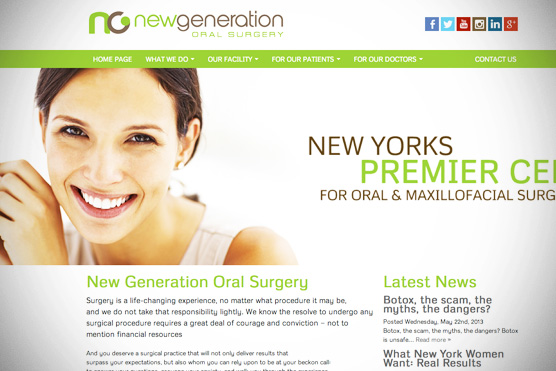 newgeneration
ORAL SURGERY
HOME PAGE WHAT WE DO OUR FACILITY FOR OUR PATIENTS FOR OUR DOCTORS CONTACT US
NEW YORKS
PREMIER CE
FOR ORAL & MAXILLOFACIAL SURG
New Generation Oral Surgery
Surgery is a life-changing experience, no matter what procedure it may be,
and we do not take that responsibility lightly. We know the resolve to undergo any
surgical procedure requires a great deal of courage and conviction – not to
mention financial resources
And you deserve a surgical practice that will not only deliver results that
surpass your expectations, but also whom you can rely upon to be at your beckon call-
Latest News
Botox, the scam, the
myths, the dangers?
Posted Wednesday, May 22nd, 2013
Botox, the scam, the myths, the dangers? Botox
is unsafe... Read more »
What New York Women
Want: Real Results